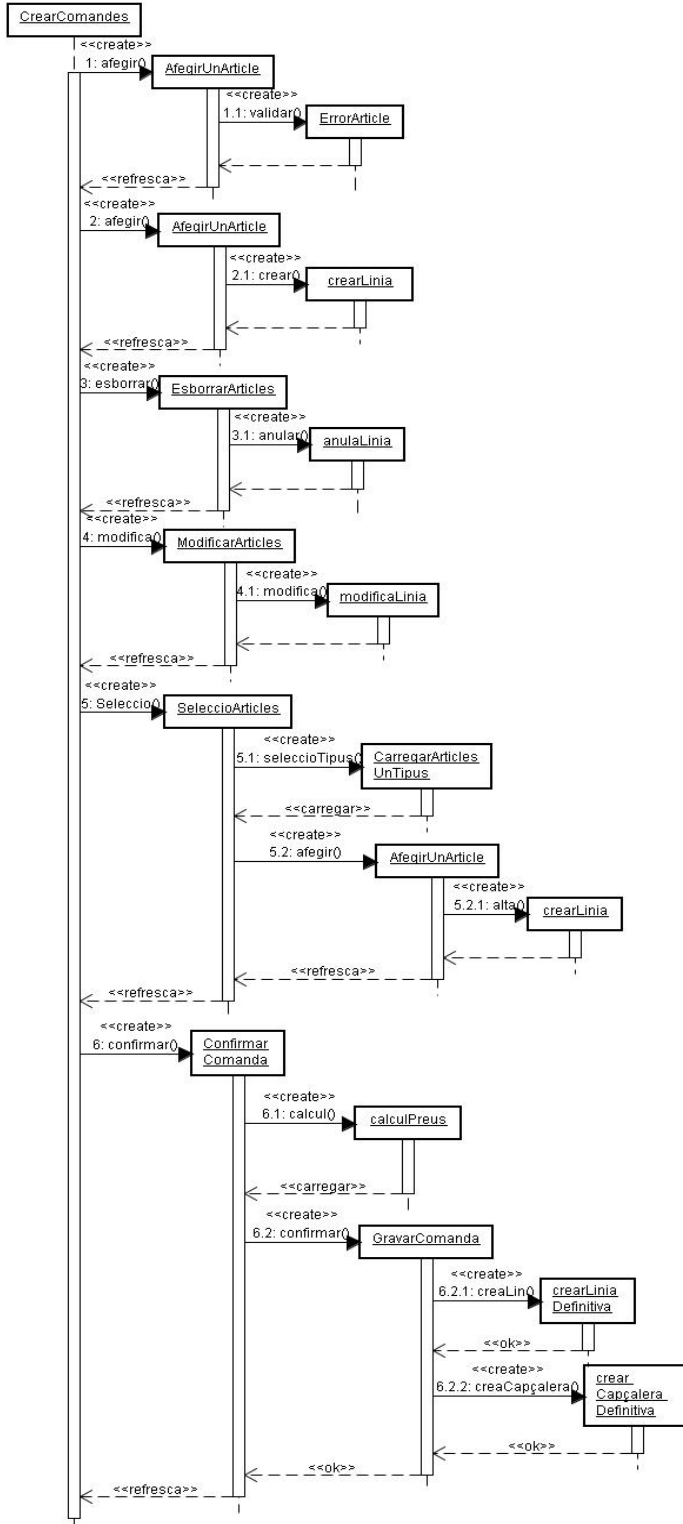 CrearComandes
<<create>>
1: afegir()
AfegirUnArticle
<<create>>
1.1: validar()
ErrorArticle
<<refresca>>
<<create>>
2: afegir()
AfegirUnArticle
<<create>>
2.1: crear()
crearLinia
<<refresca>>
<<create>>
3: esborrar()
EsborrarArticles
<<create>>
3.1: anular()
anulaLinia
<<refresca>>
<<create>>
4: modifica()
ModificarArticles
<<create>>
4.1: modifica()
modificaLinia
<<refresca>>
<<create>>
5: Seleccio()
SeleccioArticles
<<create>>
5.1: seleccioTipus()
CarregarArticles
UnTipus
<<carregar>>
<<create>>
5.2: afegir()
AfegirUnArticle
<<create>>
5.2.1: alta()
crearLinia
<<refresca>>
<<refresca>>
<<create>>
6: confirmar()
Confirmar
Comanda
<<create>>
6.1: calcul()
calculPreus
<<carregar>>
<<create>>
6.2: confirmar()
GravarComanda
<<create>>
6.2.1: creaLin()
crearLinia
Definitiva
<<ok>>
<<create>>
6.2.2: creaCapçalera()
crear
Capçalera
Definitiva
<<ok>>
<<ok>>
<<refresca>>